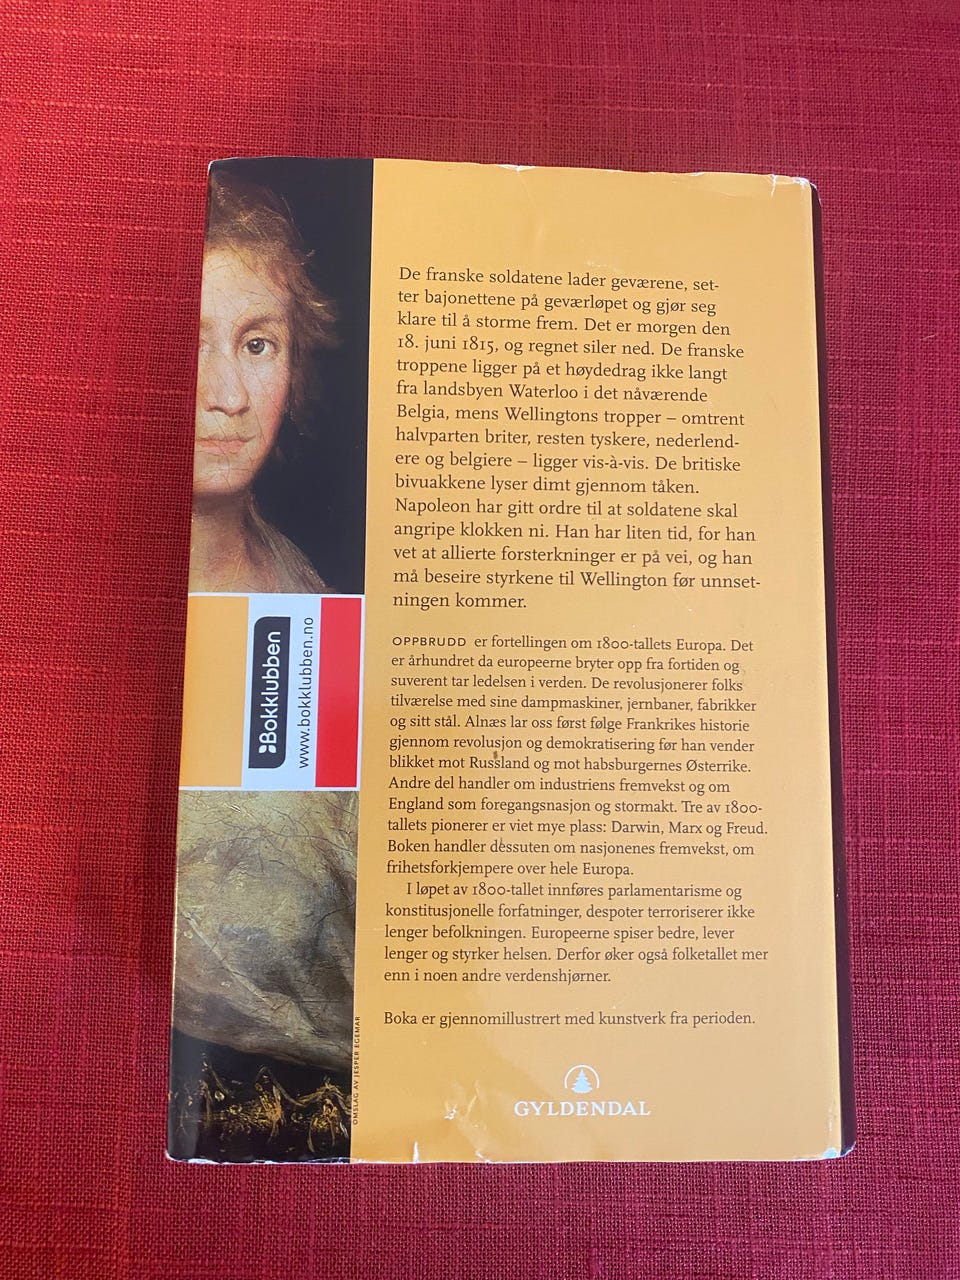 De franske soldatene lader geværene, set-
ter bajonettene på geværløpet og gjør seg
klare til å storme frem. Det er morgen den
18. juni 1815, og regnet siler ned. De franske
troppene ligger på et høydedrag ikke langt
fra landsbyen Waterloo i det nåværende
Belgia, mens Wellingtons tropper – omtrent
halvparten briter, resten tyskere, nederlend-
ere og belgiere – ligger vis-à-vis. De britiske
bivuakkene lyser dimt gjennom tåken.
Napoleon har gitt ordre til at soldatene skal
angripe klokken ni. Han har liten tid, for han
vet at allierte forsterkninger er på vei, og han
må beseire styrkene til Wellington før unnset-
ningen kommer.
OPPBRUDD er fortellingen om 1800-tallets Europa. Det
er århundret da europeerne bryter opp fra fortiden og
suverent tar ledelsen i verden. De revolusjonerer folks
tilværelse med sine dampmaskiner, jernbaner, fabrikker
og sitt stål. Alnæs lar oss først følge Frankrikes historie
gjennom revolusjon og demokratisering før han vender
blikket mot Russland og mot habsburgernes Østerrike.
Andre del handler om industriens fremvekst og om
England som foregangsnasjon og stormakt. Tre av 1800-
tallets pionerer er viet mye plass: Darwin, Marx og Freud.
Boken handler dessuten om nasjonenes fremvekst, om
frihetsforkjempere over hele Europa.
I løpet av 1800-tallet innføres parlamentarisme og
konstitusjonelle forfatninger, despoter terroriserer ikke
lenger befolkningen. Europeerne spiser bedre, lever
lenger og styrker helsen. Derfor øker også folketallet mer
enn i noen andre verdenshjørner.
Boka er gjennomillustrert med kunstverk fra perioden.
GYLDENDAL
Bokklubben
www.bokklubben.no
OMSLAG AV JESPER EGEMAR